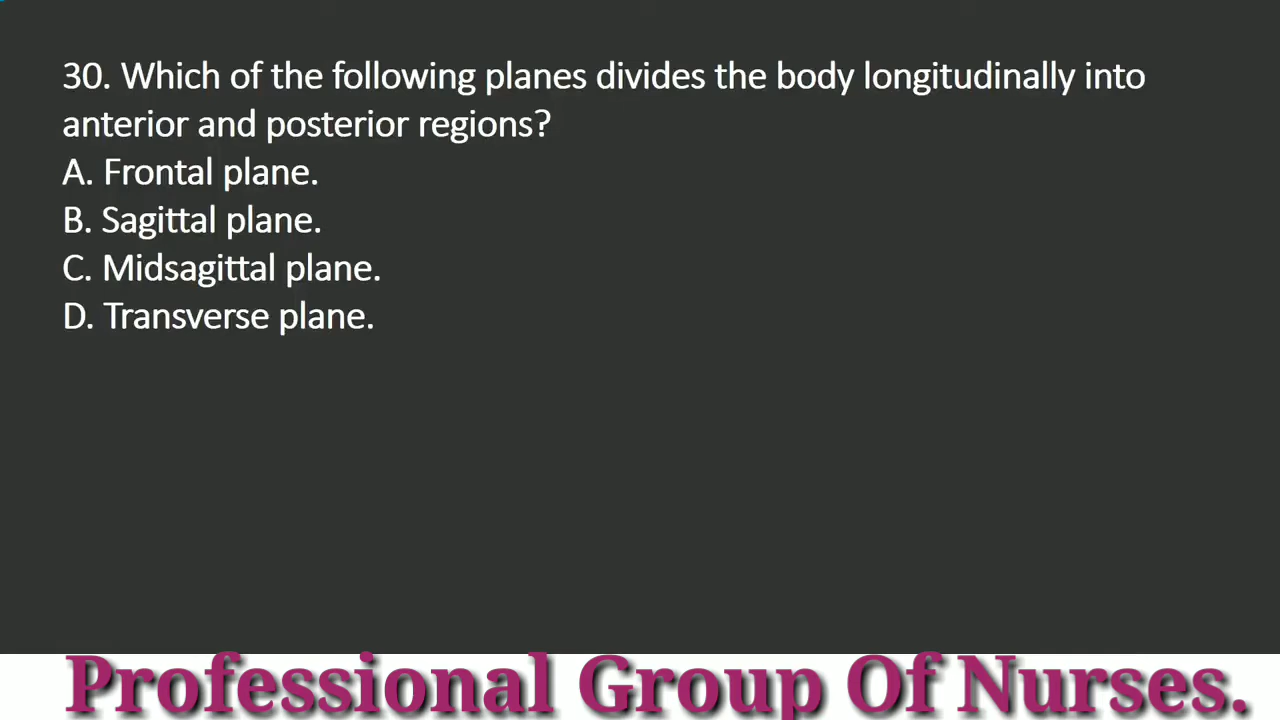 30. Which of the following planes divides the body longitudinally into
anterior and posterior regions?
A. Frontal plane.
B. Sagittal plane.
C. Midsagittal plane.
D. Transverse plane.
Professional Group Of Nurses.